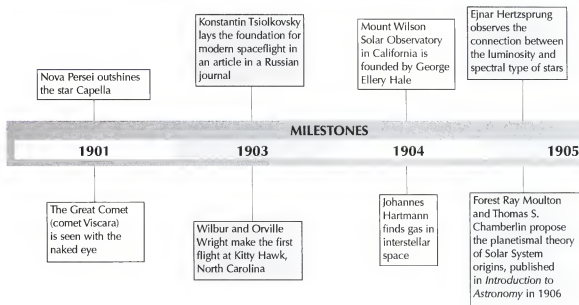 Konstantin Tsiolkovsky
lays the foundation for
modern spaceflight in
an article in a Russian
journal
Mount Wilson
Solar Observatory
in California is
founded by George
Ellery Hale
Ejnar Hertzsprung
observes the
connection between
the luminosity and
spectral type of stars
Nova Persei outshines
the star Capella
MILESTONES
1901
1903
1904
1905
The Great Comet
(comet Viscara)
is seen with the
naked eye
Wilbur and Orville
Wright make the first
flight at Kitty Hawk,
North Carolina
Johannes
Hartmann
finds gas in
interstellar
space
Forest Ray Moulton
and Thomas S.
Chamberlin propose
the planetismal theory
of Solar System
origins, published
in Introduction to
Astronomy in 1906